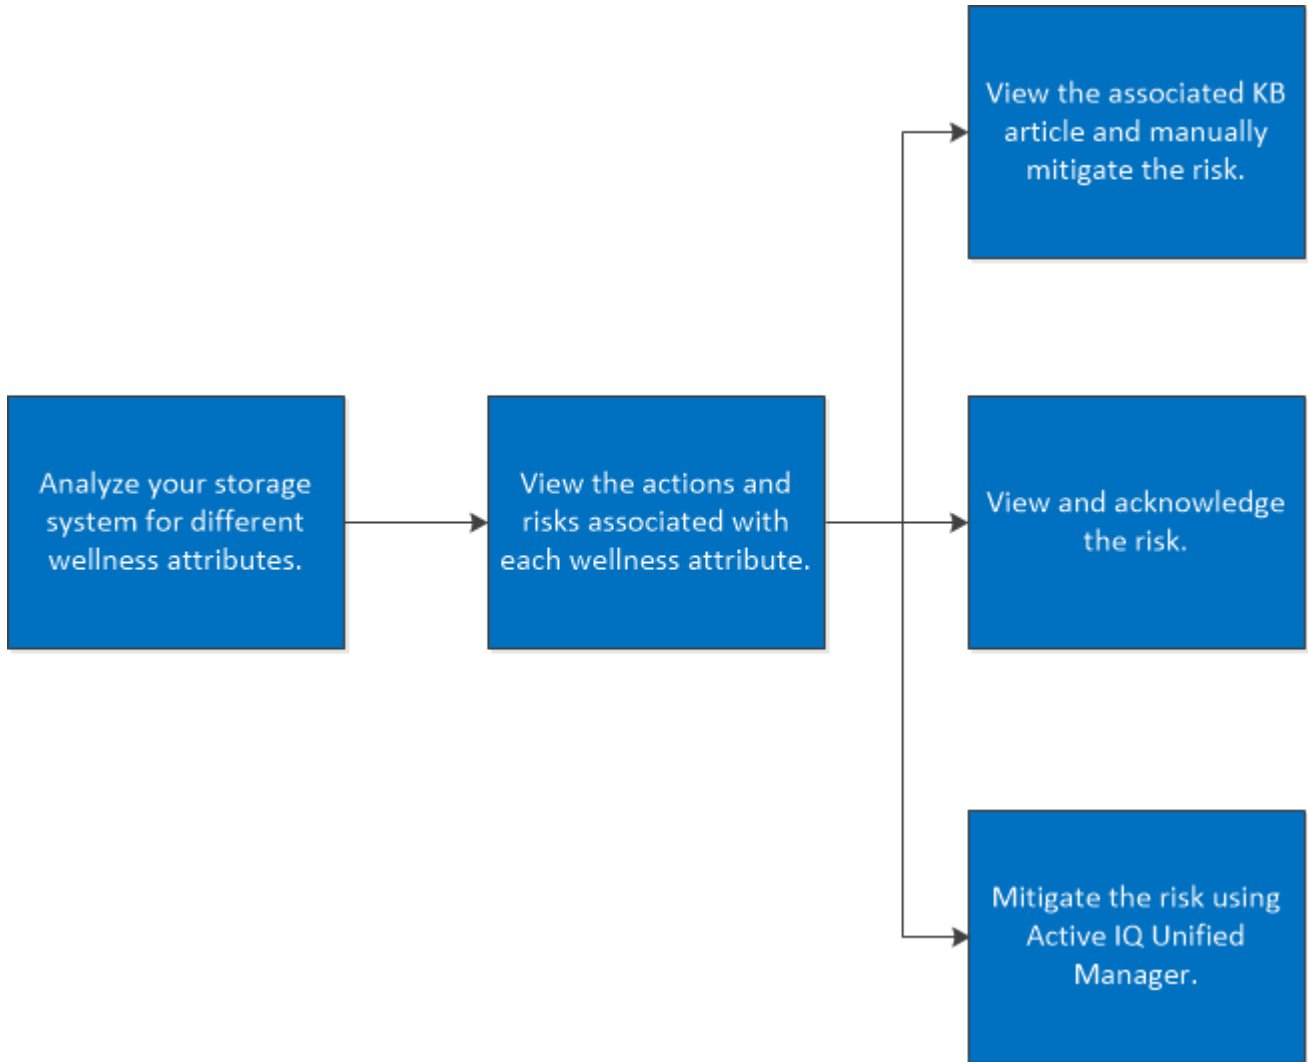 View the associated KB
article and manually
mitigate the risk.
Analyze your storage
system for different
wellness attributes.
View the actions and
risks associated with
each wellness attribute.
View and acknowledge
the risk.
Mitigate the risk using
Active IQ Unified
Manager.